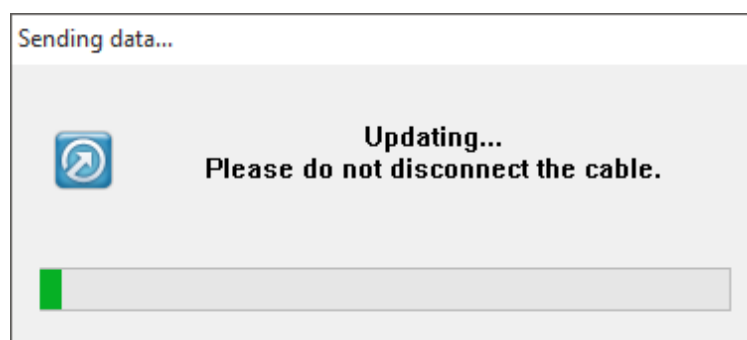 Sending data...
Updating...
Please do not disconnect the cable.